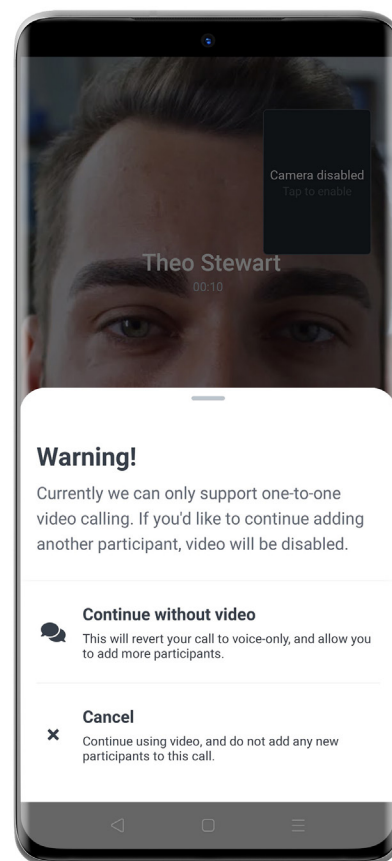 Camera disabled
Tap to enable
Theo Stewart
00:10
Warning!
Currently we can only support one-to-one
video calling. If you'd like to continue adding
another participant, video will be disabled.
Continue without video
This will revert your call to voice-only, and allow you
to add more participants.
Cancel
Continue using video, and do not add any new
participants to this call.